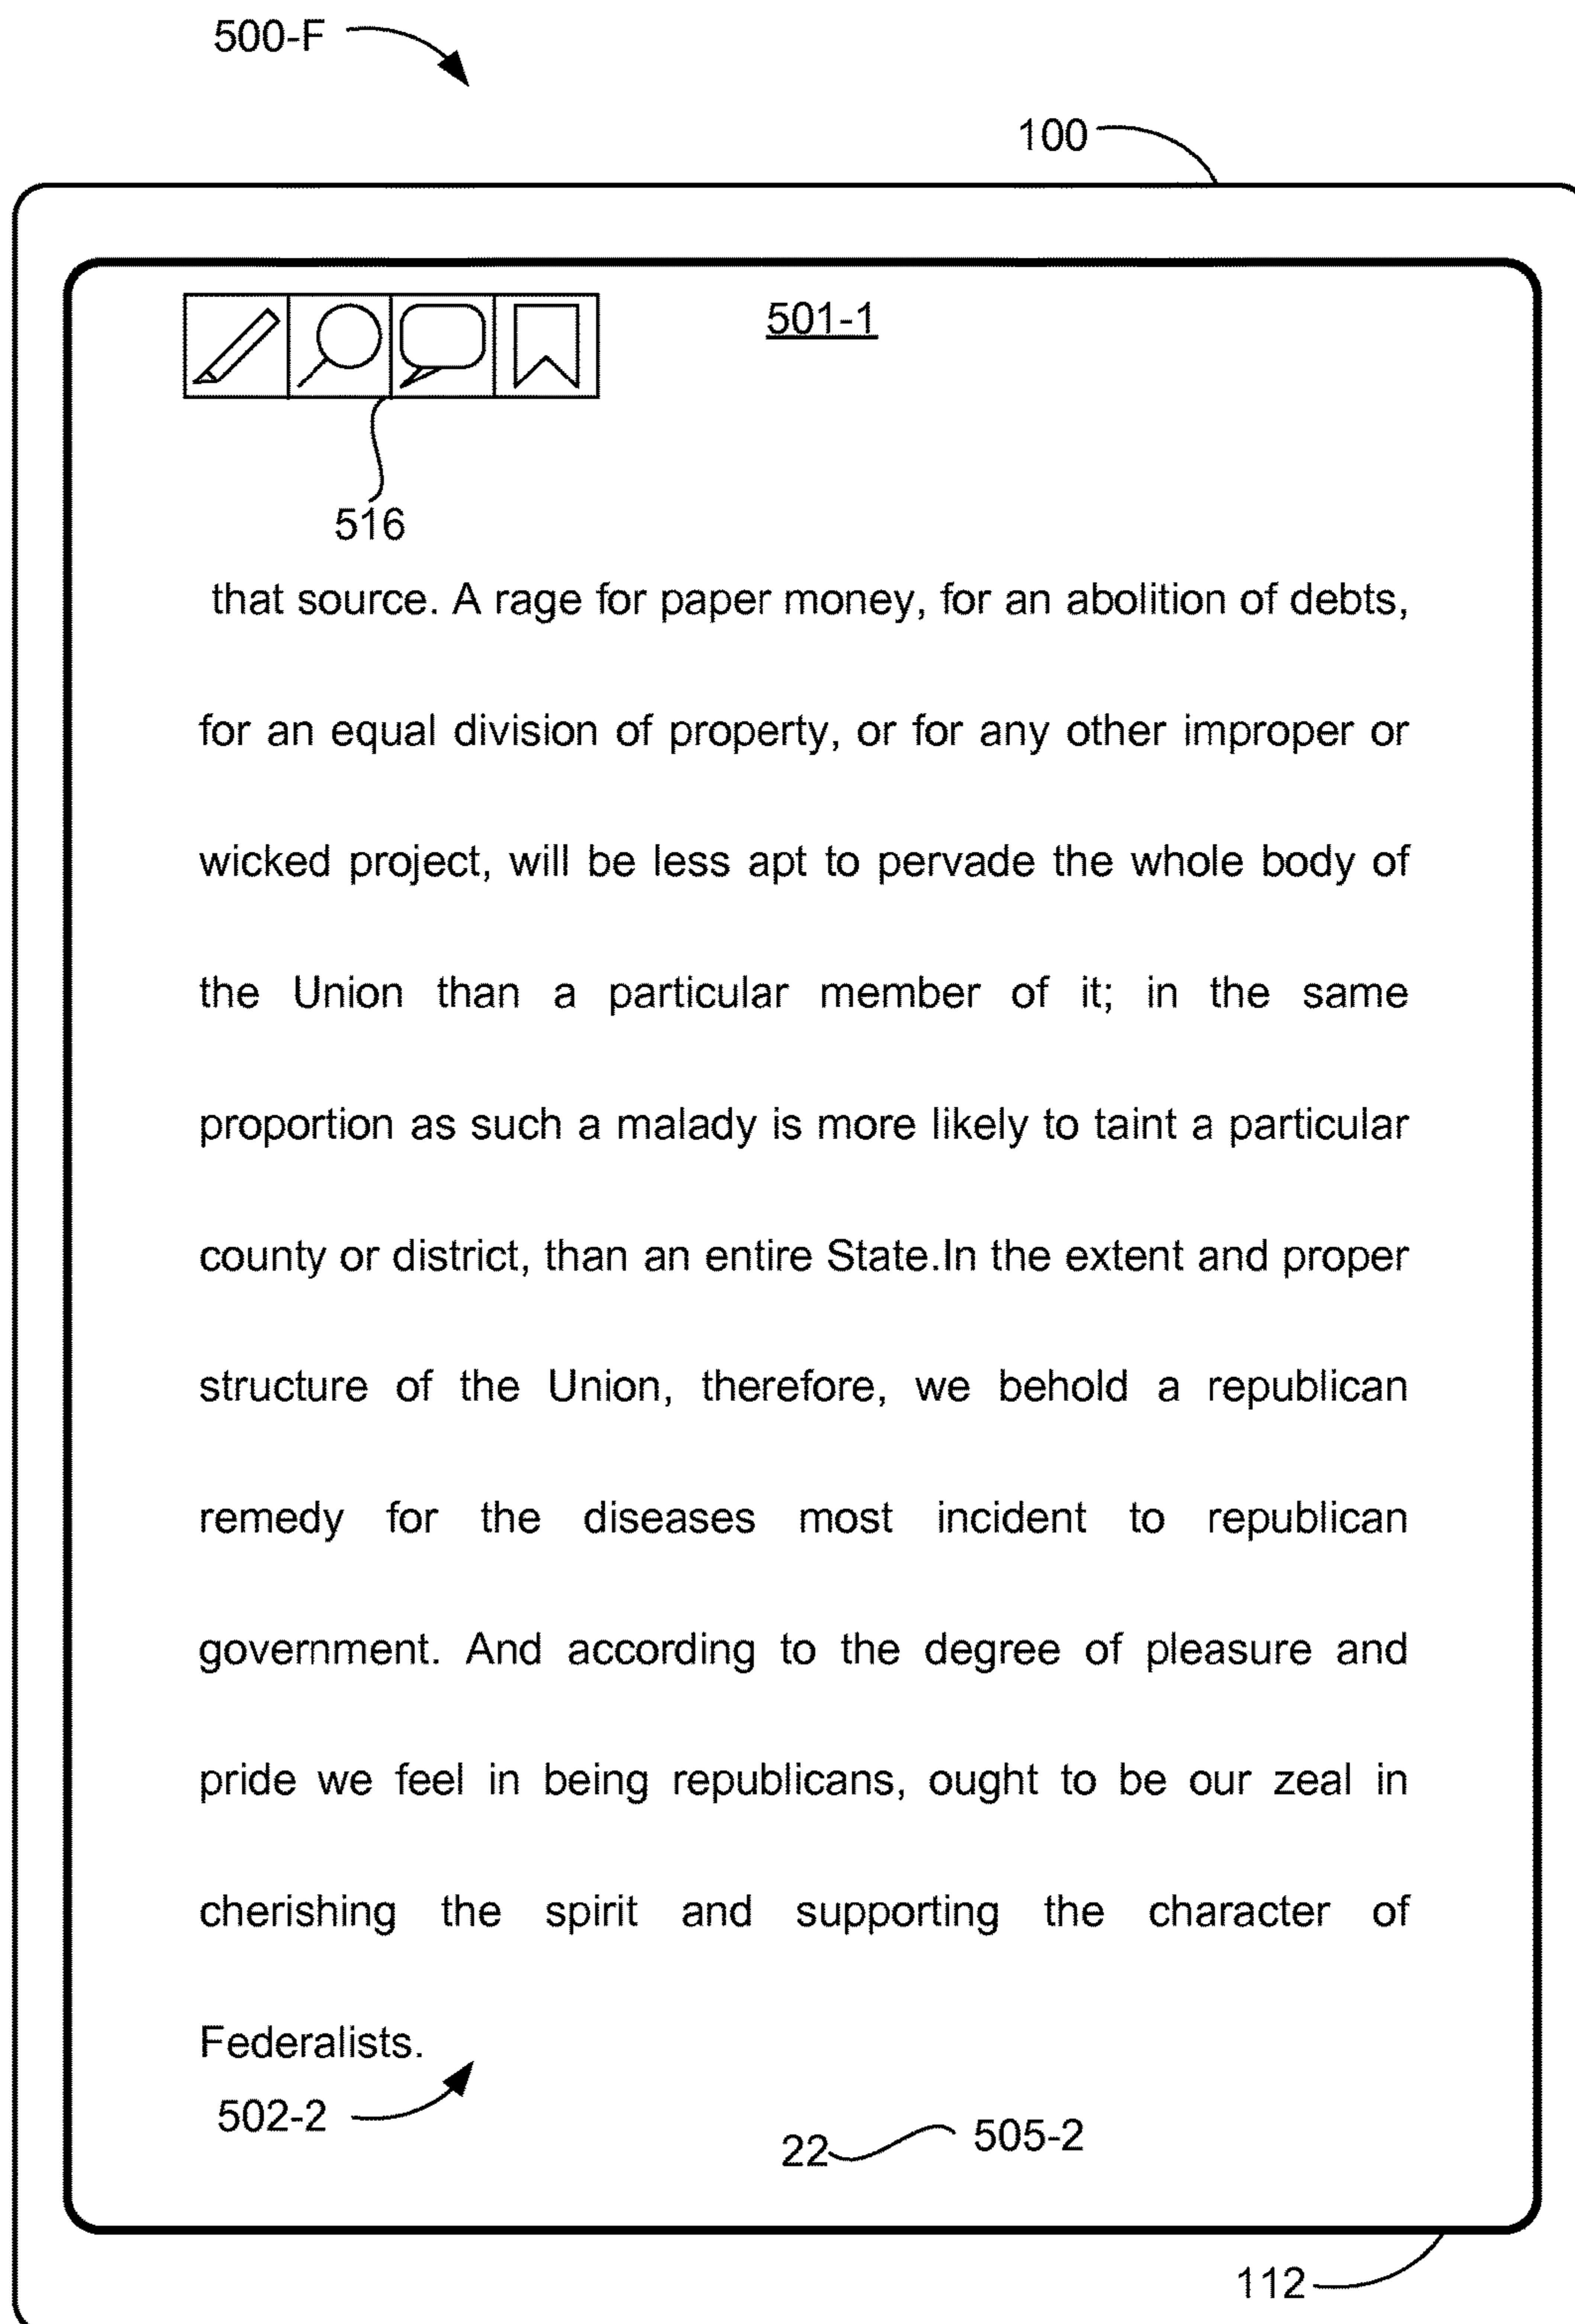 500-F
100
501-1
516
that source. A rage for paper money, for an abolition of debts,
for an equal division of property, or for any other improper or
wicked project, will be less apt to pervade the whole body of
the Union than a particular member of it; in the same
proportion as such a malady is more likely to taint a particular
county or district, than an entire State.In the extent and proper
structure of the Union, therefore, we behold a republican
remedy for the diseases most incident to republican
government. And according to the degree of pleasure and
pride we feel in being republicans, ought to be our zeal in
cherishing the spirit and supporting the character of
Federalists.
502-2
22 505-2
112